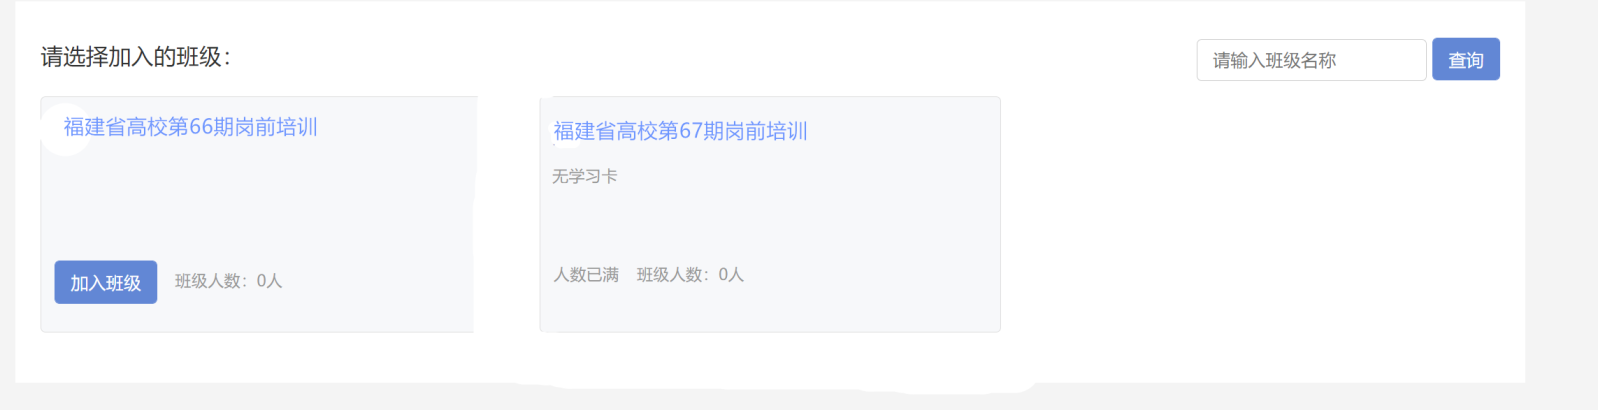 请选择加入的班级：
请输入班级名称 查询
福建省高校第66期岗前培训
加入班级 班级人数：0人
福建省高校第67期岗前培训
无学习卡
人数已满 班级人数：0人